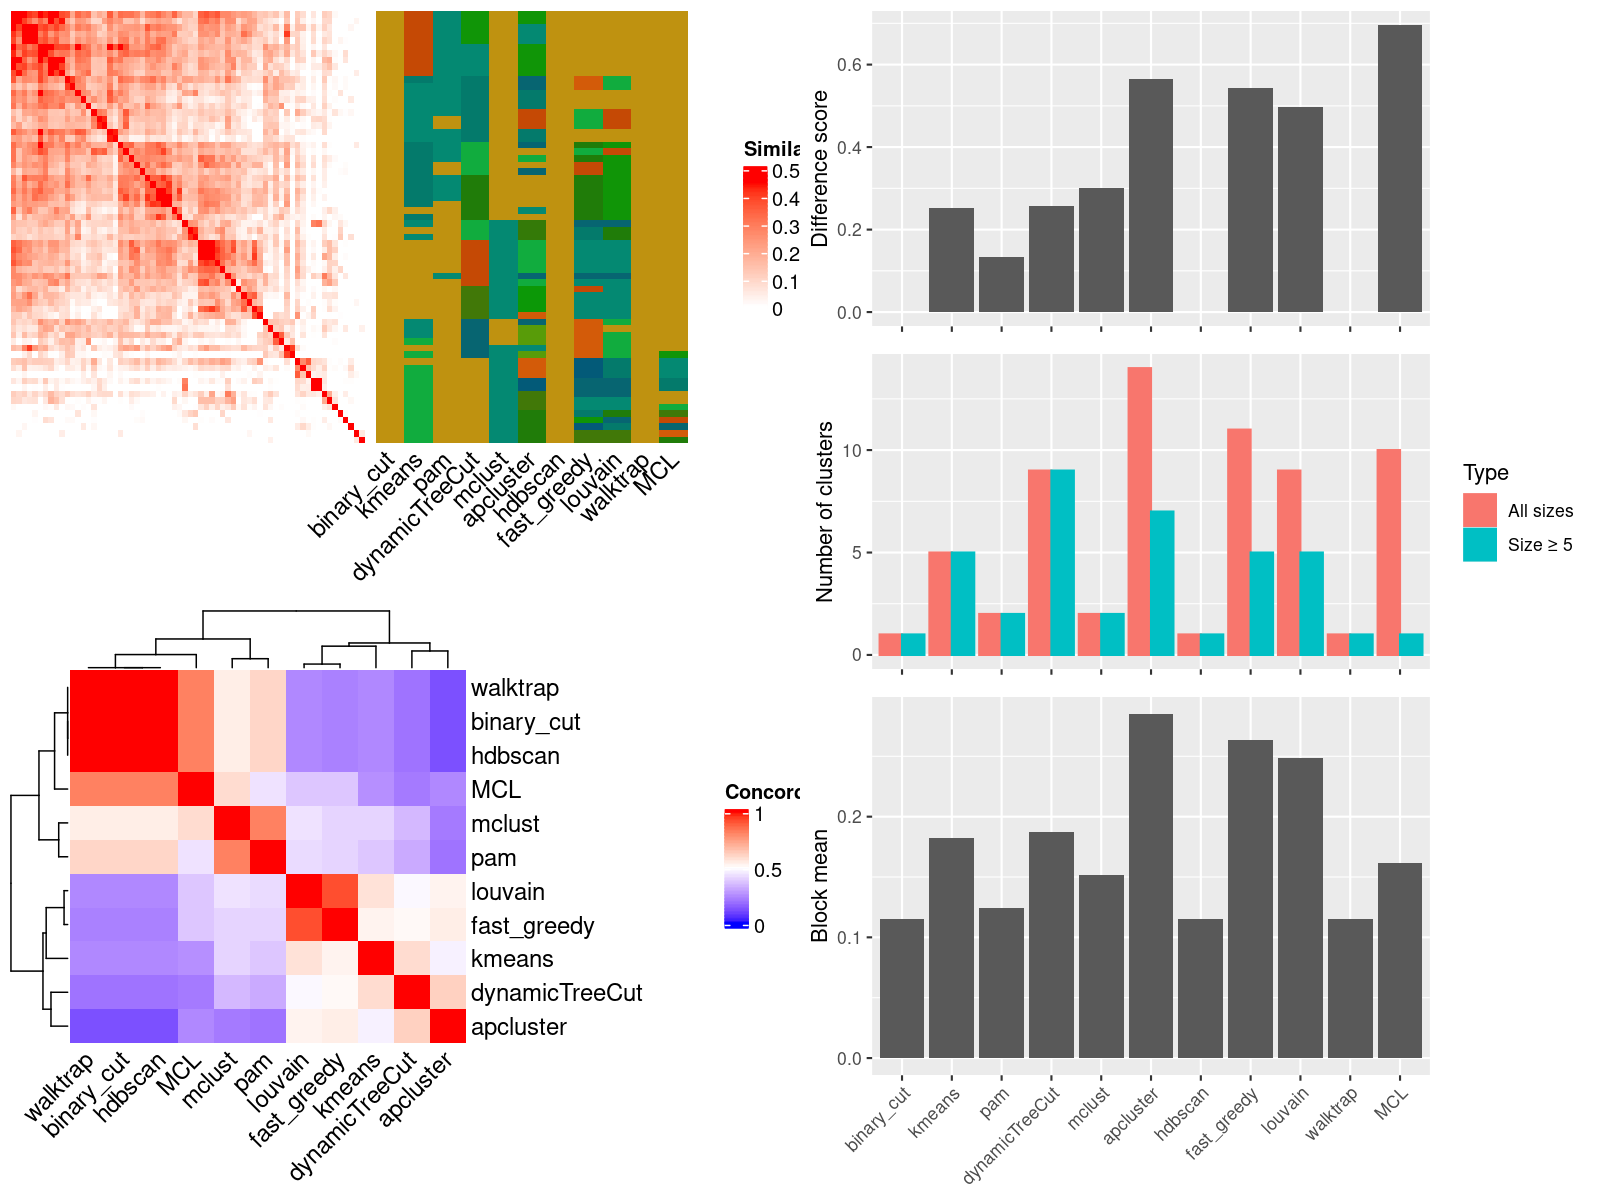 Simila
0.5
0.4
0.3
0.2
0.1
0
binary_cut
kmeans
pam
dynamicTreeCut
mclust
apcluster
hdbscan
fast_greedy
louvain
walktrap
MCL
walktrap
binary_cut
hdbscan
MCL
mclust
pam
louvain
fast_greedy
kmeans
dynamicTreeCut
apcluster
walktrap
binary_cut
hdbscan
MCL
mclust
pam
louvain
fast_greedy
kmeans
dynamicTreeCut
apcluster
Concord
1
0.5
0
Difference score
0.6
0.4
0.2
0.0
Number of clusters
10
5
0
Type
All sizes
Size ≥ 5
Block mean
0.2
0.1
0.0
binary_cut
kmeans
pam
dynamicTreeCut
mclust
apcluster
hdbscan
fast_greedy
louvain
walktrap
MCL